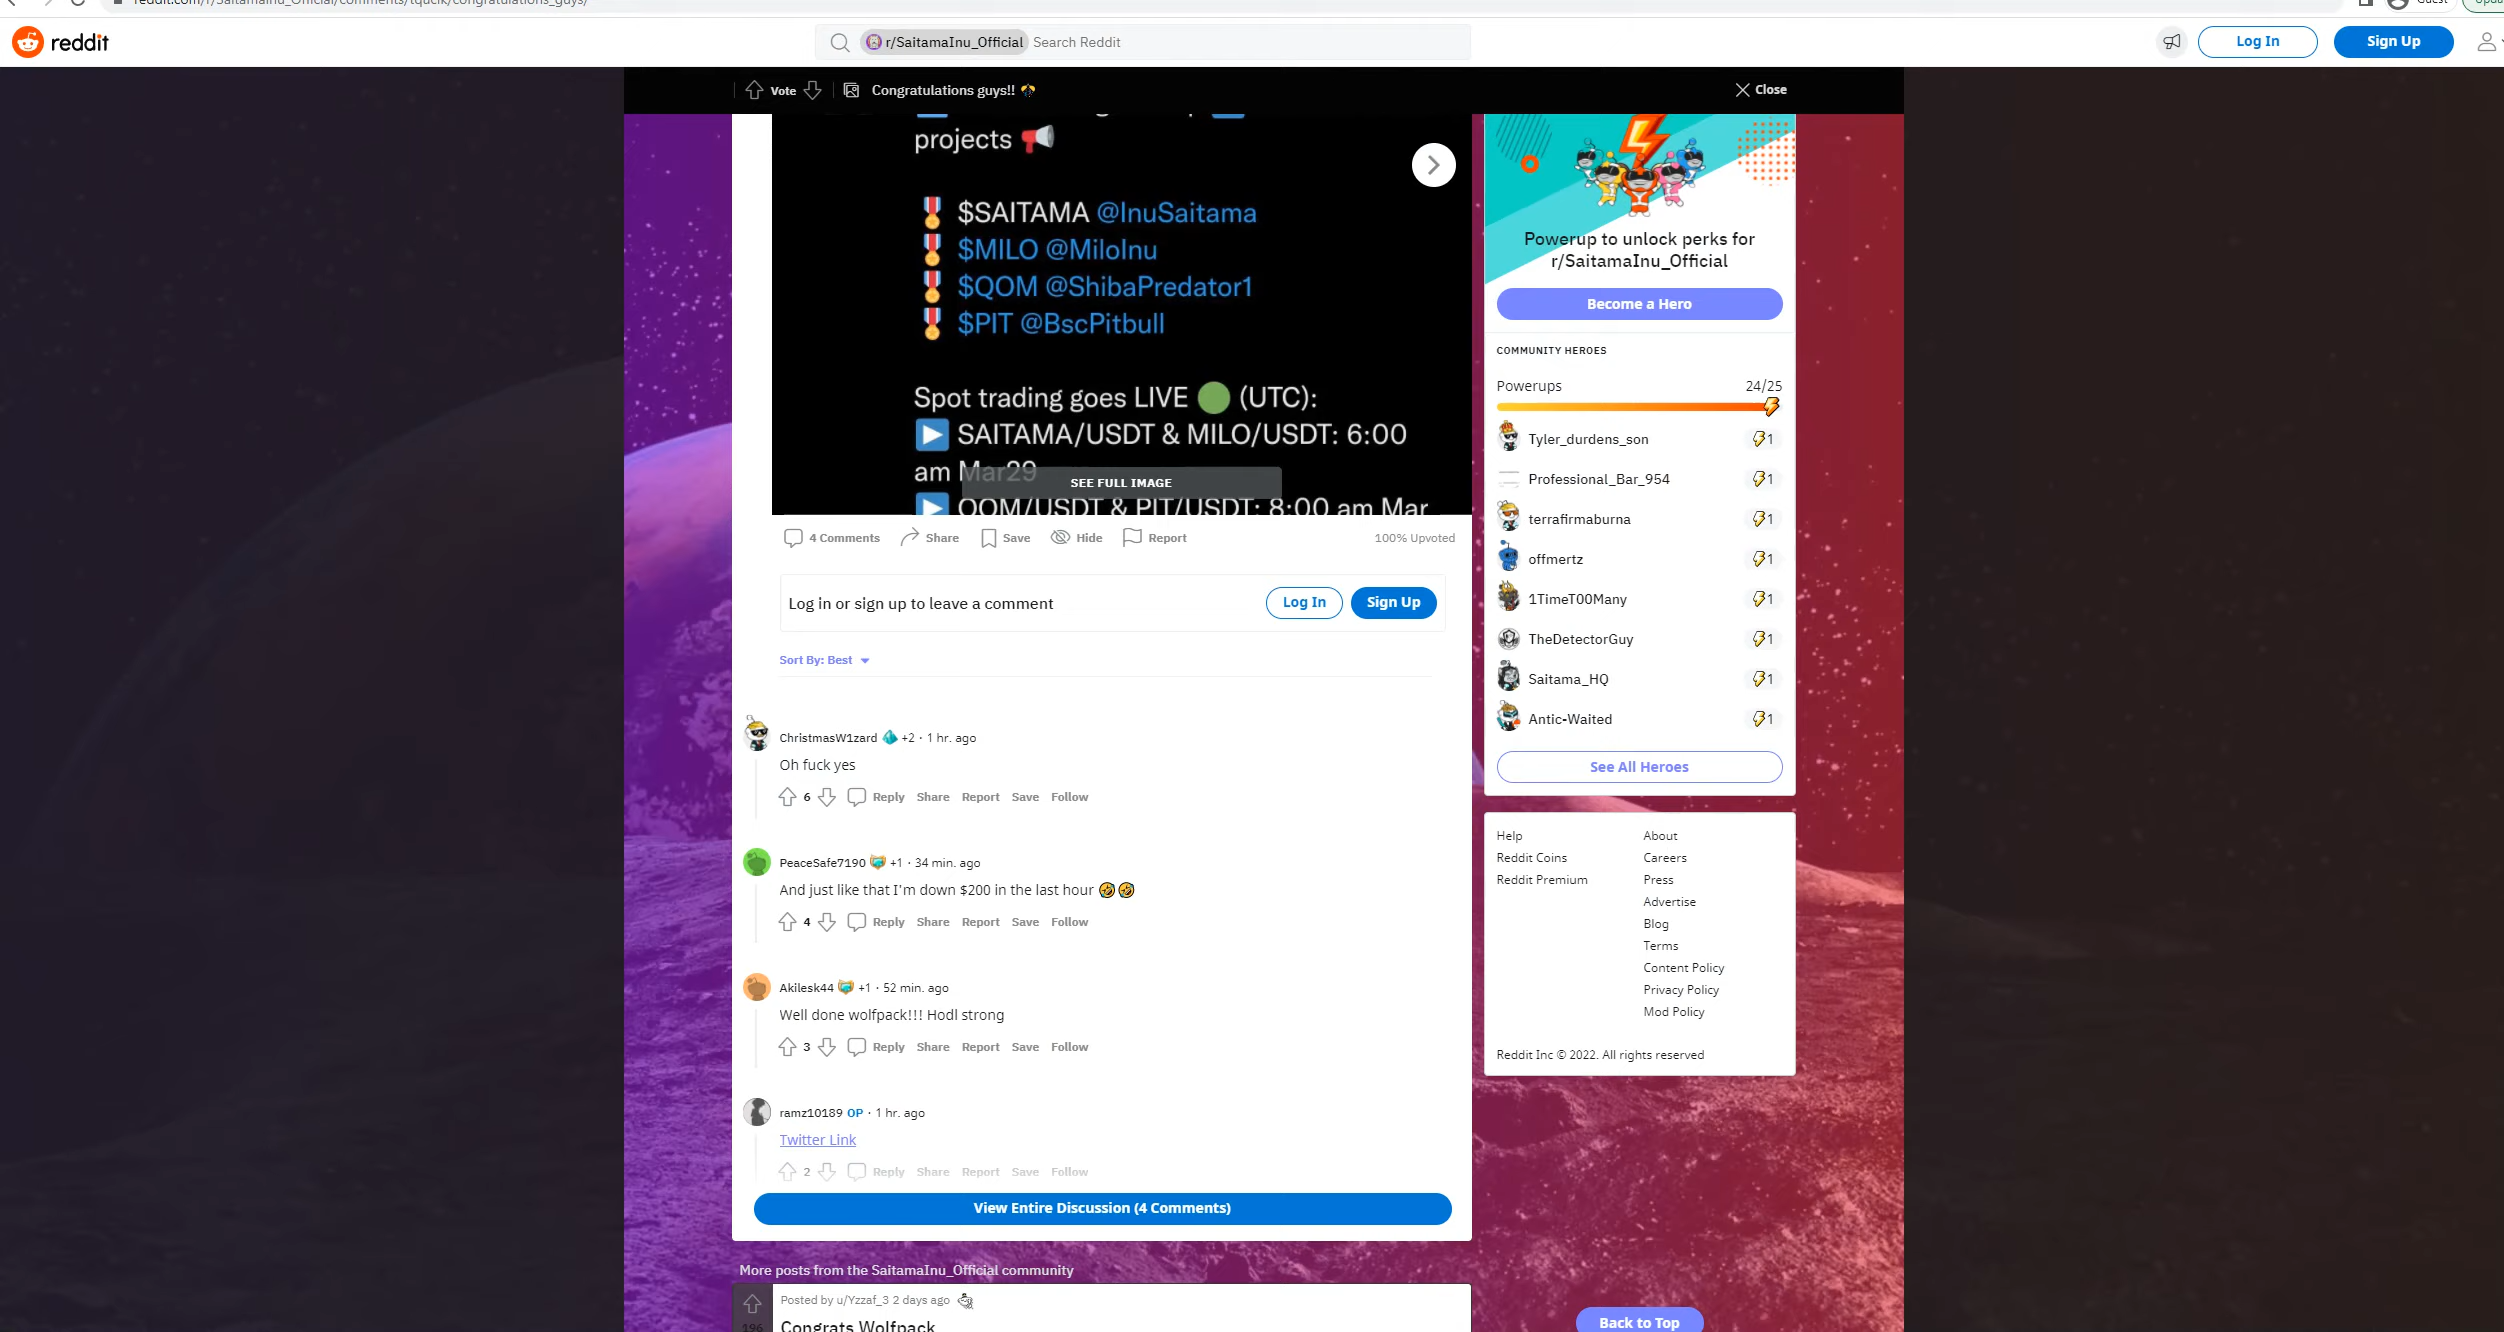 reddit.com/r/SaitamaInu_Official/comments/tqucik/congratulations_guys/
Guest
reddit
r/SaitamaInu_Official Search Reddit
Log In
Sign Up
Vote
Congratulations guys!!
Close
projects
$SAITAMA @InuSaitama
$MILO @MiloInu
$QOM @ShibaPredator1
$PIT @BscPitbull
Spot trading goes LIVE (UTC):
SAITAMA/USDT & MILO/USDT: 6:00
am Mar29
SEE FULL IMAGE
QOM/USDT & PIT/USDT: 8:00 am Mar
4 Comments Share Save Hide Report
100% Upvoted
Log in or sign up to leave a comment
Log In
Sign Up
Sort By: Best
ChristmasW1zard +2 · 1 hr. ago
Oh fuck yes
6 Reply Share Report Save Follow
PeaceSafe7190 +1 · 34 min. ago
And just like that I'm down $200 in the last hour 🤣🤣
4 Reply Share Report Save Follow
Akilesk44 +1 · 52 min. ago
Well done wolfpack!!! Hodl strong
3 Reply Share Report Save Follow
ramz10189 OP · 1 hr. ago
Twitter Link
2 Reply Share Report Save Follow
View Entire Discussion (4 Comments)
More posts from the SaitamaInu_Official community
Posted by u/Yzzaf_3 2 days ago
196
Congrats Wolfpack
Powerup to unlock perks for
r/SaitamaInu_Official
Become a Hero
COMMUNITY HEROES
Powerups 24/25
Tyler_durdens_son 1
Professional_Bar_954 1
terrafirmaburna 1
offmertz 1
1TimeT00Many 1
TheDetectorGuy 1
Saitama_HQ 1
Antic-Waited 1
See All Heroes
Help
Reddit Coins
Reddit Premium
About
Careers
Press
Advertise
Blog
Terms
Content Policy
Privacy Policy
Mod Policy
Reddit Inc © 2022. All rights reserved
Back to Top